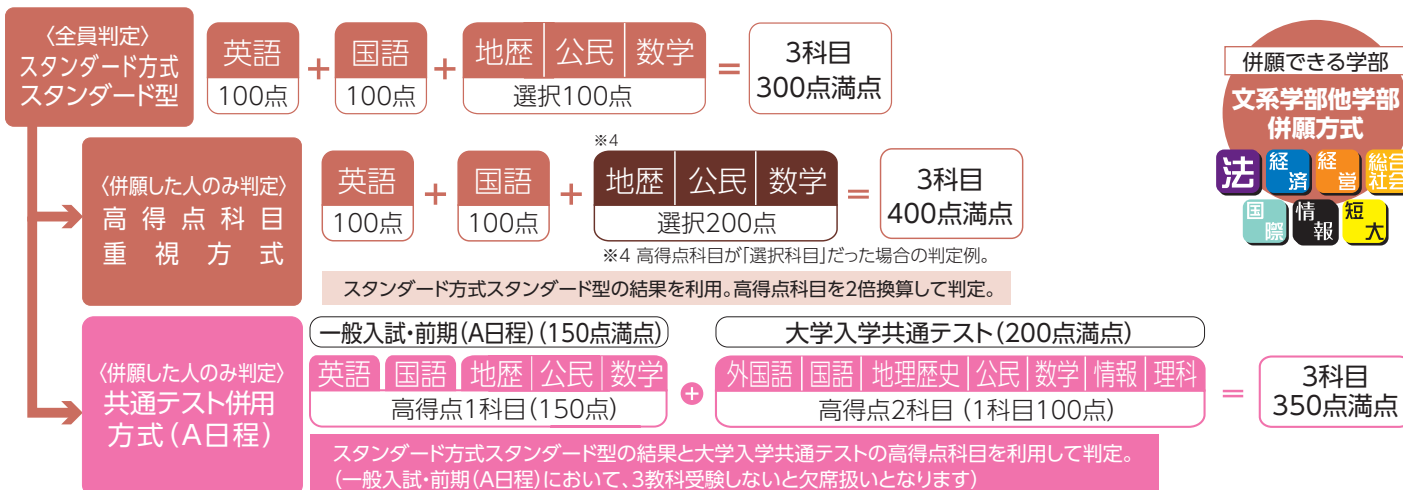 〈全員判定〉
スタンダード方式
スタンダード型
英語 + 国語 + 地歴 公民 数学 = 3科目
100点 100点 選択100点 300点満点
併願できる学部
文系学部他学部
併願方式
法 経済 経営 総合社会
国際 情報 短大
〈併願した人のみ判定〉
高得点科目
重視方式
※4
英語 + 国語 + 地歴 公民 数学 = 3科目
100点 100点 選択200点 400点満点
※4 高得点科目が「選択科目」だった場合の判定例。
スタンダード方式スタンダード型の結果を利用。高得点科目を2倍換算して判定。
〈併願した人のみ判定〉
共通テスト併用
方式(A日程)
一般入試・前期(A日程)(150点満点) 大学入学共通テスト(200点満点)
英語 国語 地歴 公民 数学 + 外国語 国語 地理歴史 公民 数学 情報 理科 = 3科目
高得点1科目(150点) 高得点2科目 (1科目100点) 350点満点
スタンダード方式スタンダード型の結果と大学入学共通テストの高得点科目を利用して判定。
(一般入試・前期(A日程)において、3教科受験しないと欠席扱いとなります)